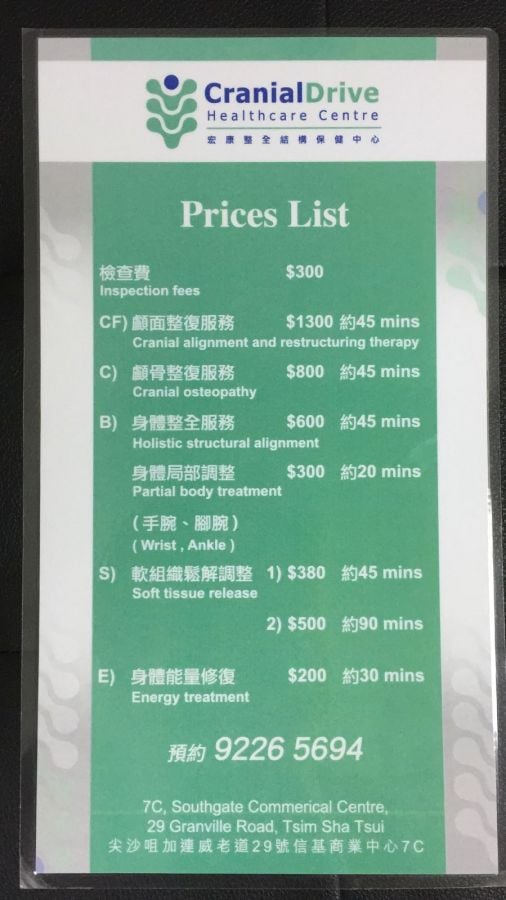 CranialDrive
Healthcare Centre
宏康整全結構保健中心
Prices List
檢查費 $300
Inspection fees
CF) 顱面整復服務 $1300 約45 mins
Cranial alignment and restructuring therapy
C) 顱骨整復服務 $800 約45 mins
Cranial osteopathy
B) 身體整全服務 $600 約45 mins
Holistic structural alignment
身體局部調整 $300 約20 mins
Partial body treatment
(手腕、腳腕)
( Wrist , Ankle )
S) 軟組織鬆解調整 1) $380 約45 mins
Soft tissue release
2) $500 約90 mins
E) 身體能量修復 $200 約30 mins
Energy treatment
預約 9226 5694
7C, Southgate Commerical Centre,
29 Granville Road, Tsim Sha Tsui
尖沙咀加連威老道29號信基商業中心7C